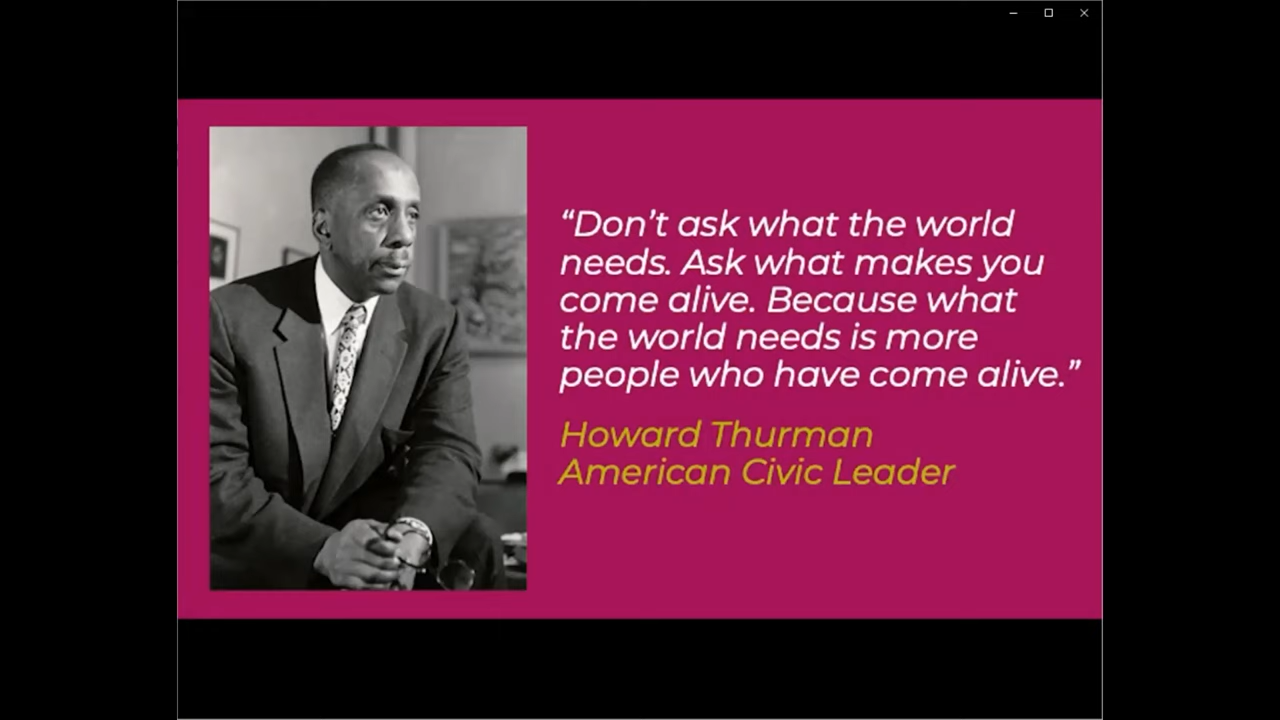 “Don’t ask what the world
needs. Ask what makes you
come alive. Because what
the world needs is more
people who have come alive.”
Howard Thurman
American Civic Leader